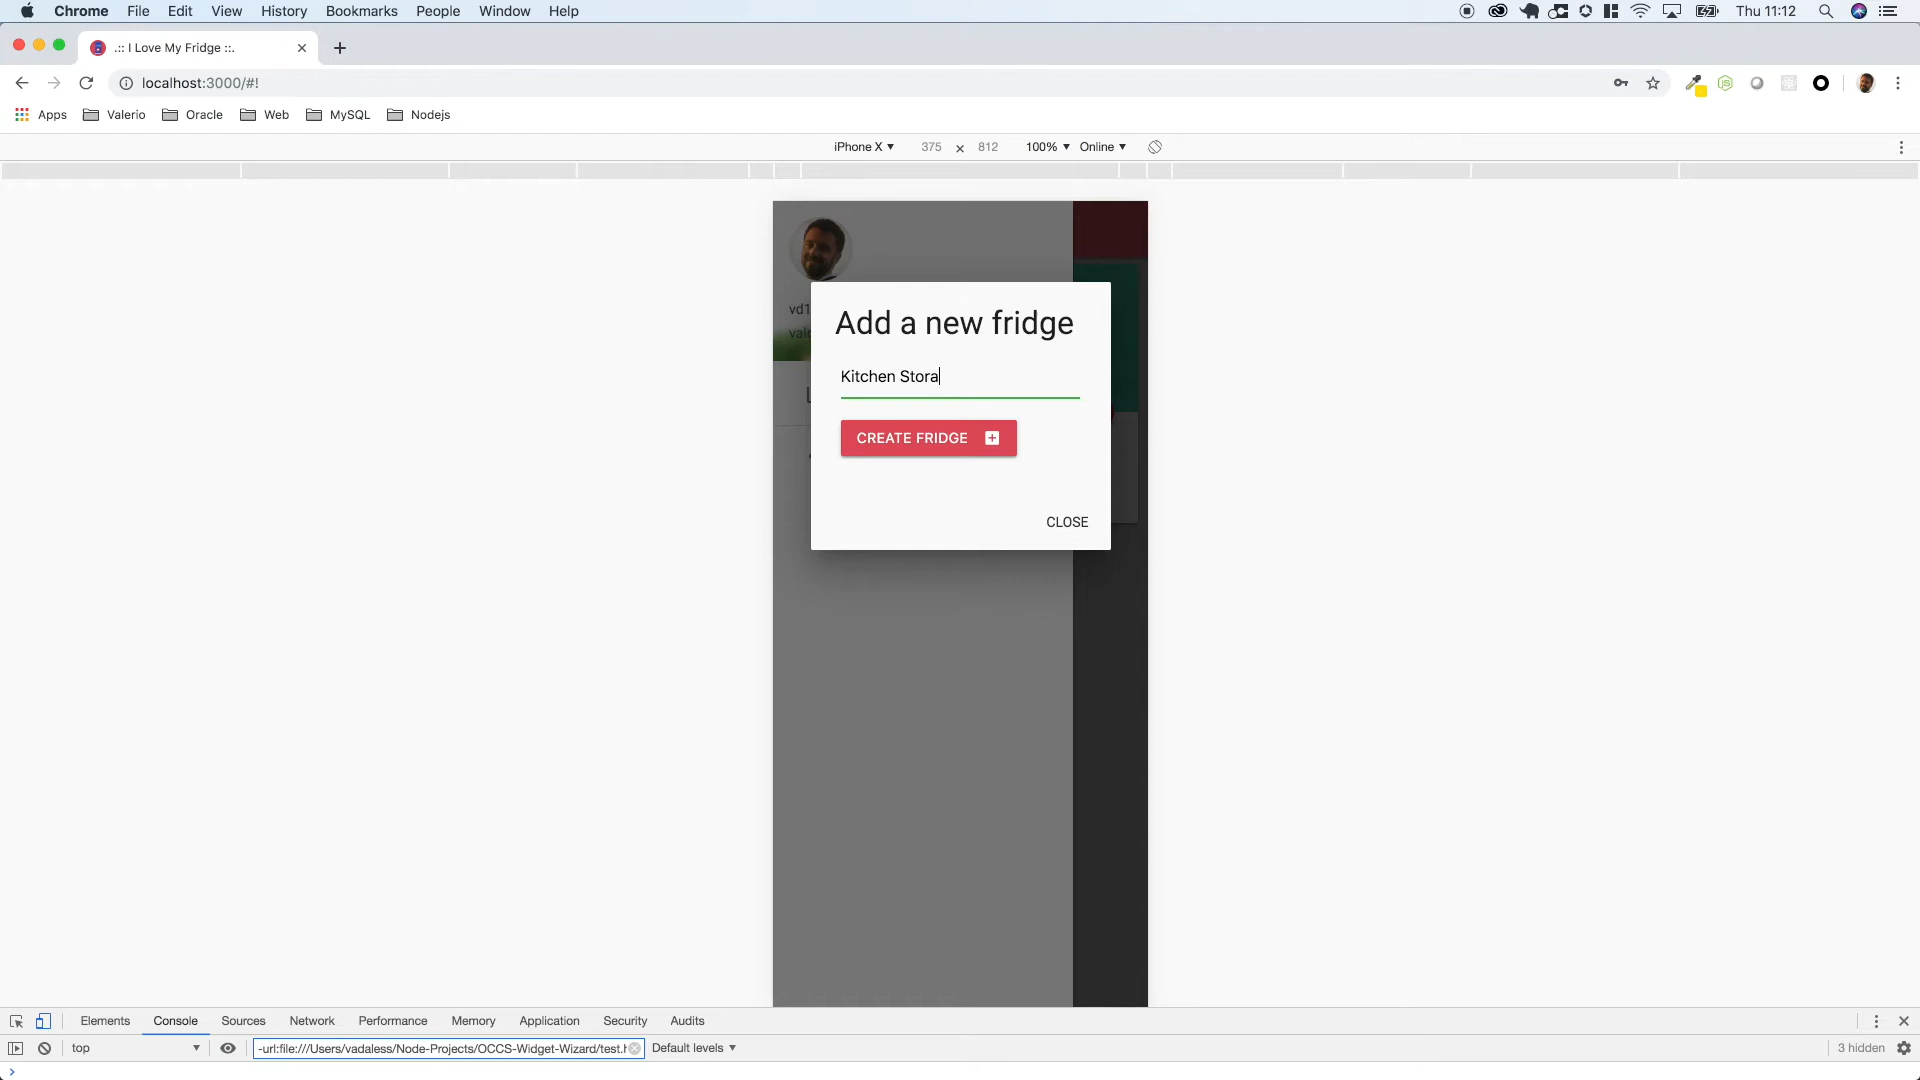 Chrome File Edit View History Bookmarks People Window Help Thu 11:12
.:: I Love My Fridge ::.
localhost:3000/#!
Apps Valerio Oracle Web MySQL Nodejs
iPhone X 375 × 812 100% Online
vd1
Add a new fridge
Kitchen Stora
CREATE FRIDGE
CLOSE
Elements Console Sources Network Performance Memory Application Security Audits
top -url:file:///Users/vadaless/Node-Projects/OCCS-Widget-Wizard/test.h Default levels 3 hidden